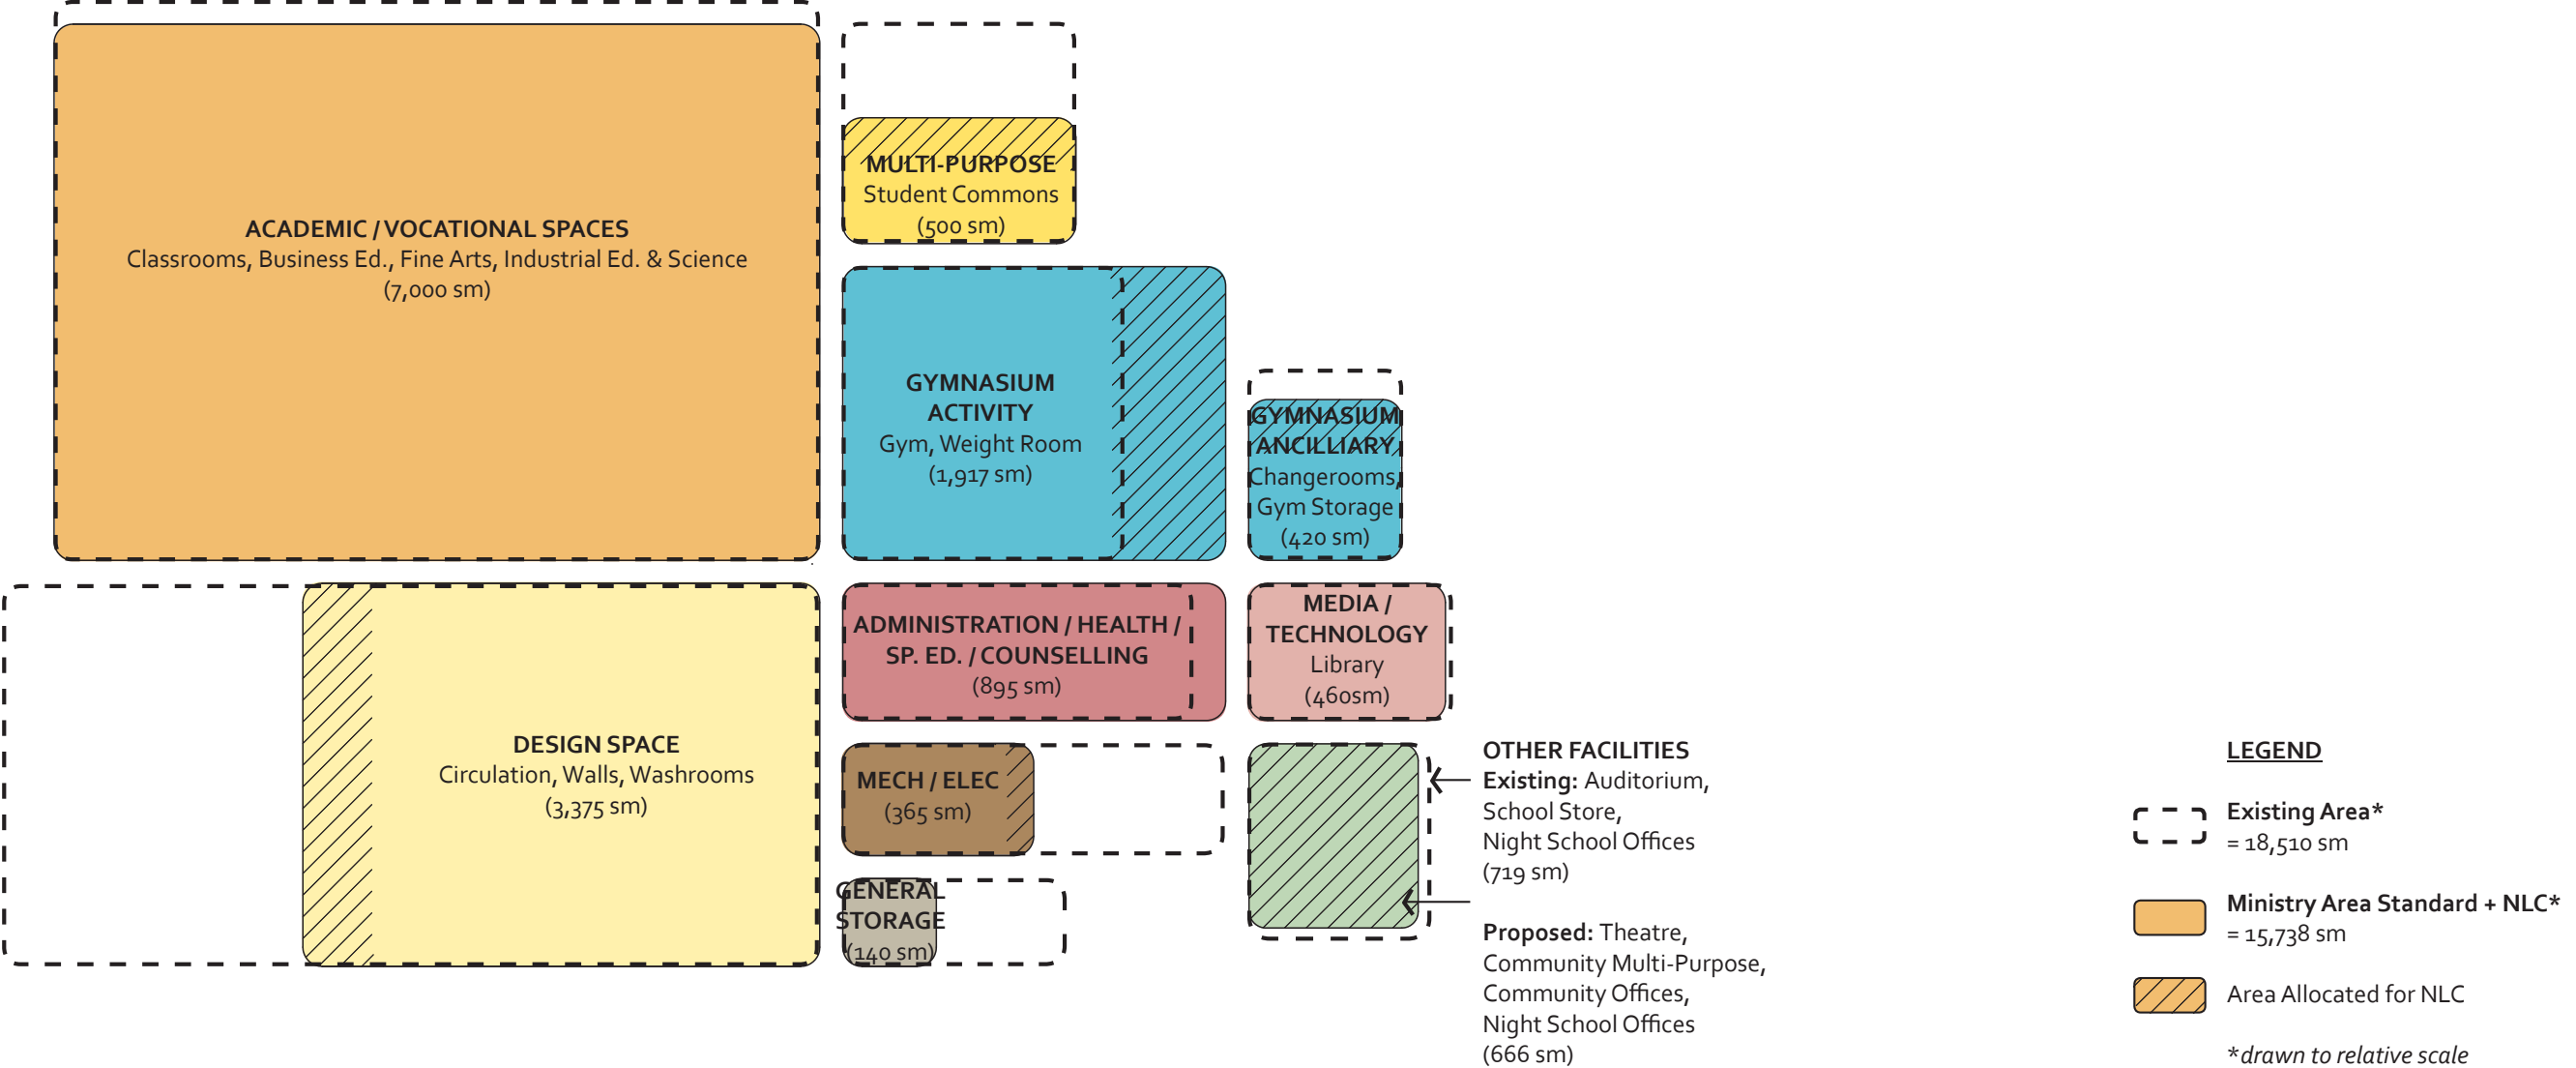 ACADEMIC / VOCATIONAL SPACES
Classrooms, Business Ed., Fine Arts, Industrial Ed. & Science
(7,000 sm)
MULTI-PURPOSE
Student Commons
(500 sm)
GYMNASIUM
ACTIVITY
Gym, Weight Room
(1,917 sm)
GYMNASIUM
ANCILLIARY
Changerooms,
Gym Storage
(420 sm)
DESIGN SPACE
Circulation, Walls, Washrooms
(3,375 sm)
ADMINISTRATION / HEALTH /
SP. ED. / COUNSELLING
(895 sm)
MEDIA /
TECHNOLOGY
Library
(460sm)
MECH / ELEC
(365 sm)
GENERAL
STORAGE
(140 sm)
OTHER FACILITIES
Existing: Auditorium,
School Store,
Night School Offices
(719 sm)
Proposed: Theatre,
Community Multi-Purpose,
Community Offices,
Night School Offices
(666 sm)
LEGEND
Existing Area*
= 18,510 sm
Ministry Area Standard + NLC*
= 15,738 sm
Area Allocated for NLC
*drawn to relative scale